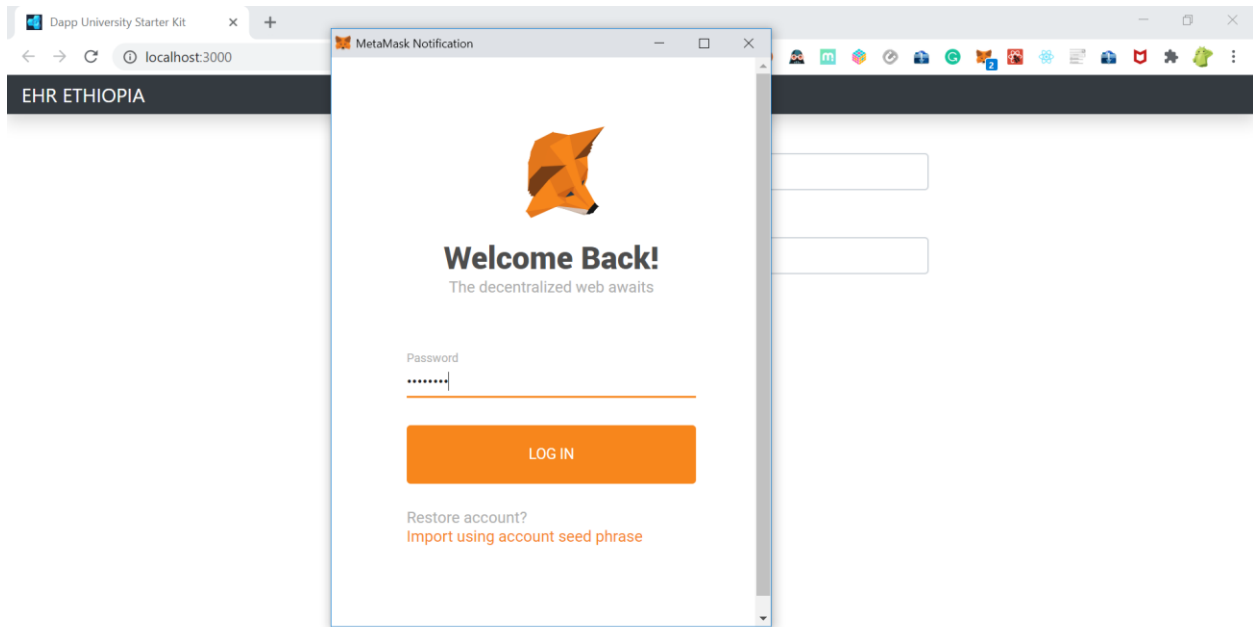 Dapp University Starter Kit
MetaMask Notification
localhost:3000
2
EHR ETHIOPIA
Welcome Back!
The decentralized web awaits
Password
••••••••
LOG IN
Restore account?
Import using account seed phrase